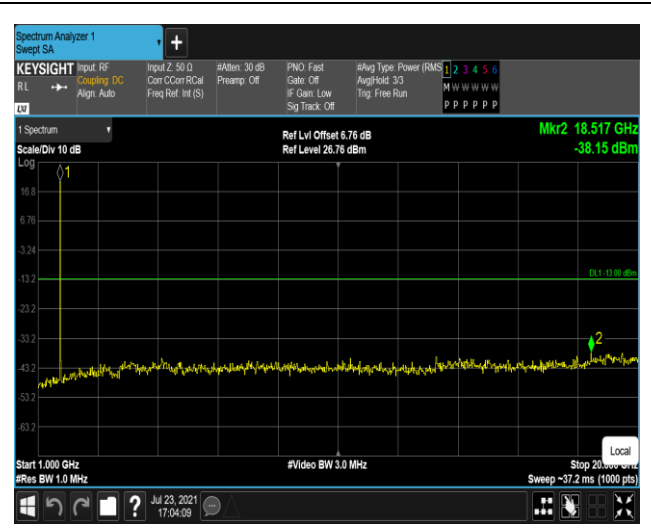 Spectrum Analyzer 1
Swept SA
+
KEYSIGHT Input: RF Input Z: 50 Ω #Atten: 30 dB PNO: Fast #Avg Type: Power (RMS 1 2 3 4 5 6
RL Coupling: DC Corr CCorr RCal Preamp: Off Gate: Off Avg|Hold: 3/3 M W W W W W
Align: Auto Freq Ref: Int (S) IF Gain: Low Trig: Free Run
Sig Track: Off P P P P P P
LXI
1 Spectrum Ref Lvl Offset 6.76 dB Mkr2 18.517 GHz
Scale/Div 10 dB Ref Level 26.76 dBm -38.15 dBm
Log
1
16.8
6.76
-3.24
DL1 -13.00 dBm
-13.2
-23.2
-33.2
2
-43.2
-53.2
-63.2
Local
Start 1.000 GHz #Video BW 3.0 MHz Stop 20.000 GHz
#Res BW 1.0 MHz Sweep ~37.2 ms (1000 pts)
? Jul 23, 2021
17:04:09